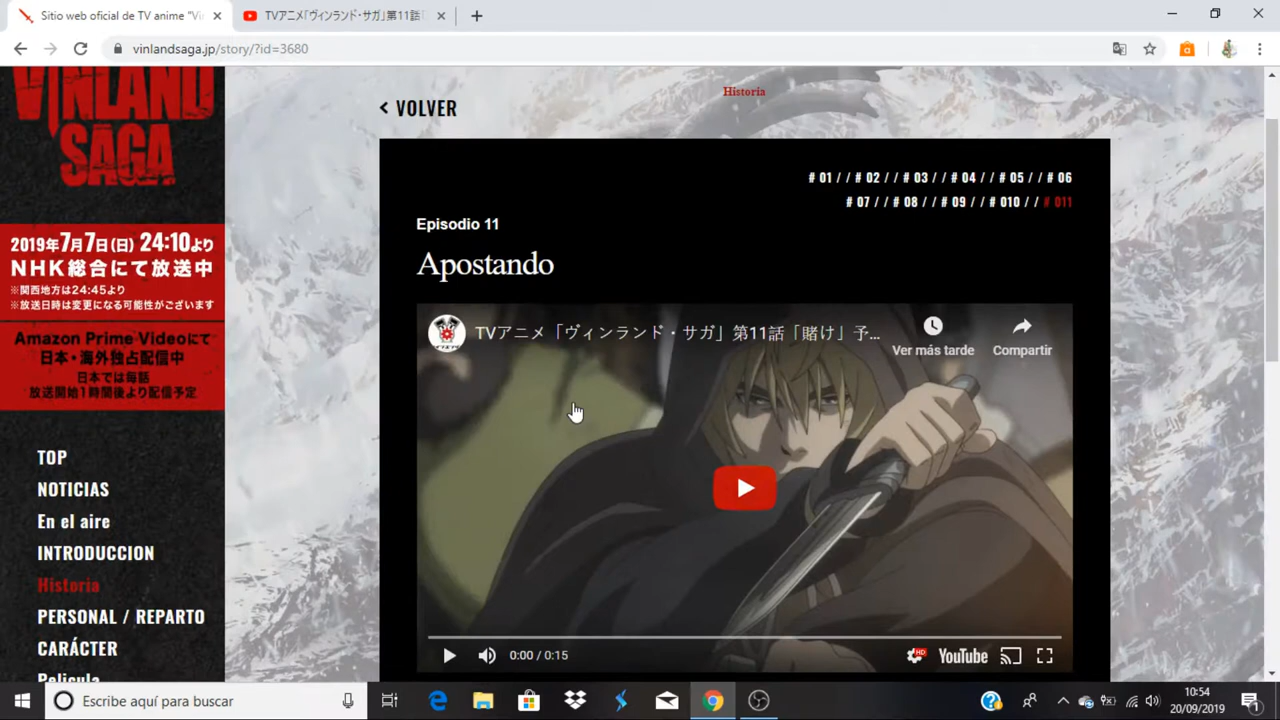 Sitio web oficial de TV anime "Vi
TVアニメ「ヴィンランド・サガ」第11話「
vinlandsaga.jp/story/?id=3680
VINLAND
SAGA
2019年7月7日(日) 24:10より
NHK総合にて放送中
※関西地方は24:45より
※放送日時は変更になる可能性がございます
Amazon Prime Videoにて
日本・海外独占配信中
日本では毎話
放送開始1時間後より配信予定
TOP
NOTICIAS
En el aire
INTRODUCCION
Historia
PERSONAL / REPARTO
CARÁCTER
Película
Historia
< VOLVER
# 01 / / # 02 / / # 03 / / # 04 / / # 05 / / # 06
# 07 / / # 08 / / # 09 / / # 010 / / # 011
Episodio 11
Apostando
TVアニメ「ヴィンランド・サガ」第11話「賭け」予...
Ver más tarde
Compartir
0:00 / 0:15
HD
YouTube
Escribe aquí para buscar
10:54
20/09/2019
1